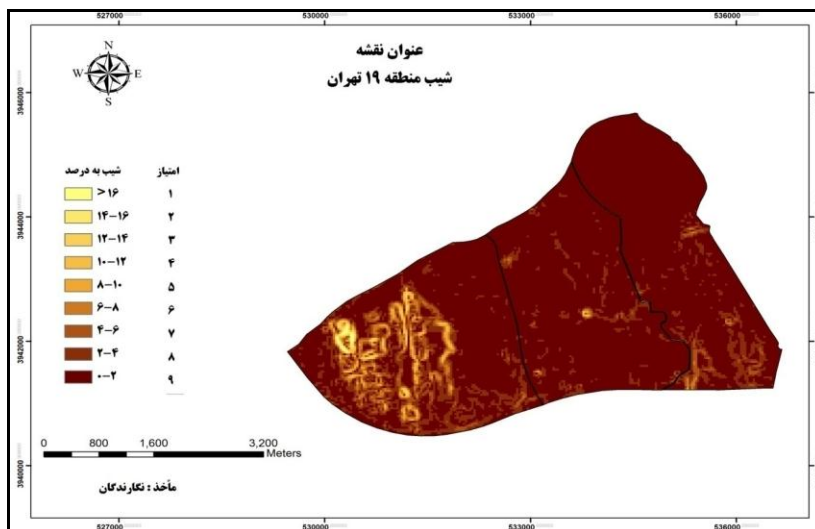 527000 530000 533000 536000
عنوان نقشه
شیب منطقه ۱۹ تهران
N
W E
S
3946000
3944000
3942000
3940000
شیب به درصد امتیاز
>۱۶ ۱
۱۴-۱۶ ۲
۱۲-۱۴ ۳
۱۰-۱۲ ۴
۸-۱۰ ۵
۶-۸ ۶
۴-۶ ۷
۲-۴ ۸
۰-۲ ۹
0 800 1,600 3,200
Meters
مأخذ : نگارندگان
527000 530000 533000 536000